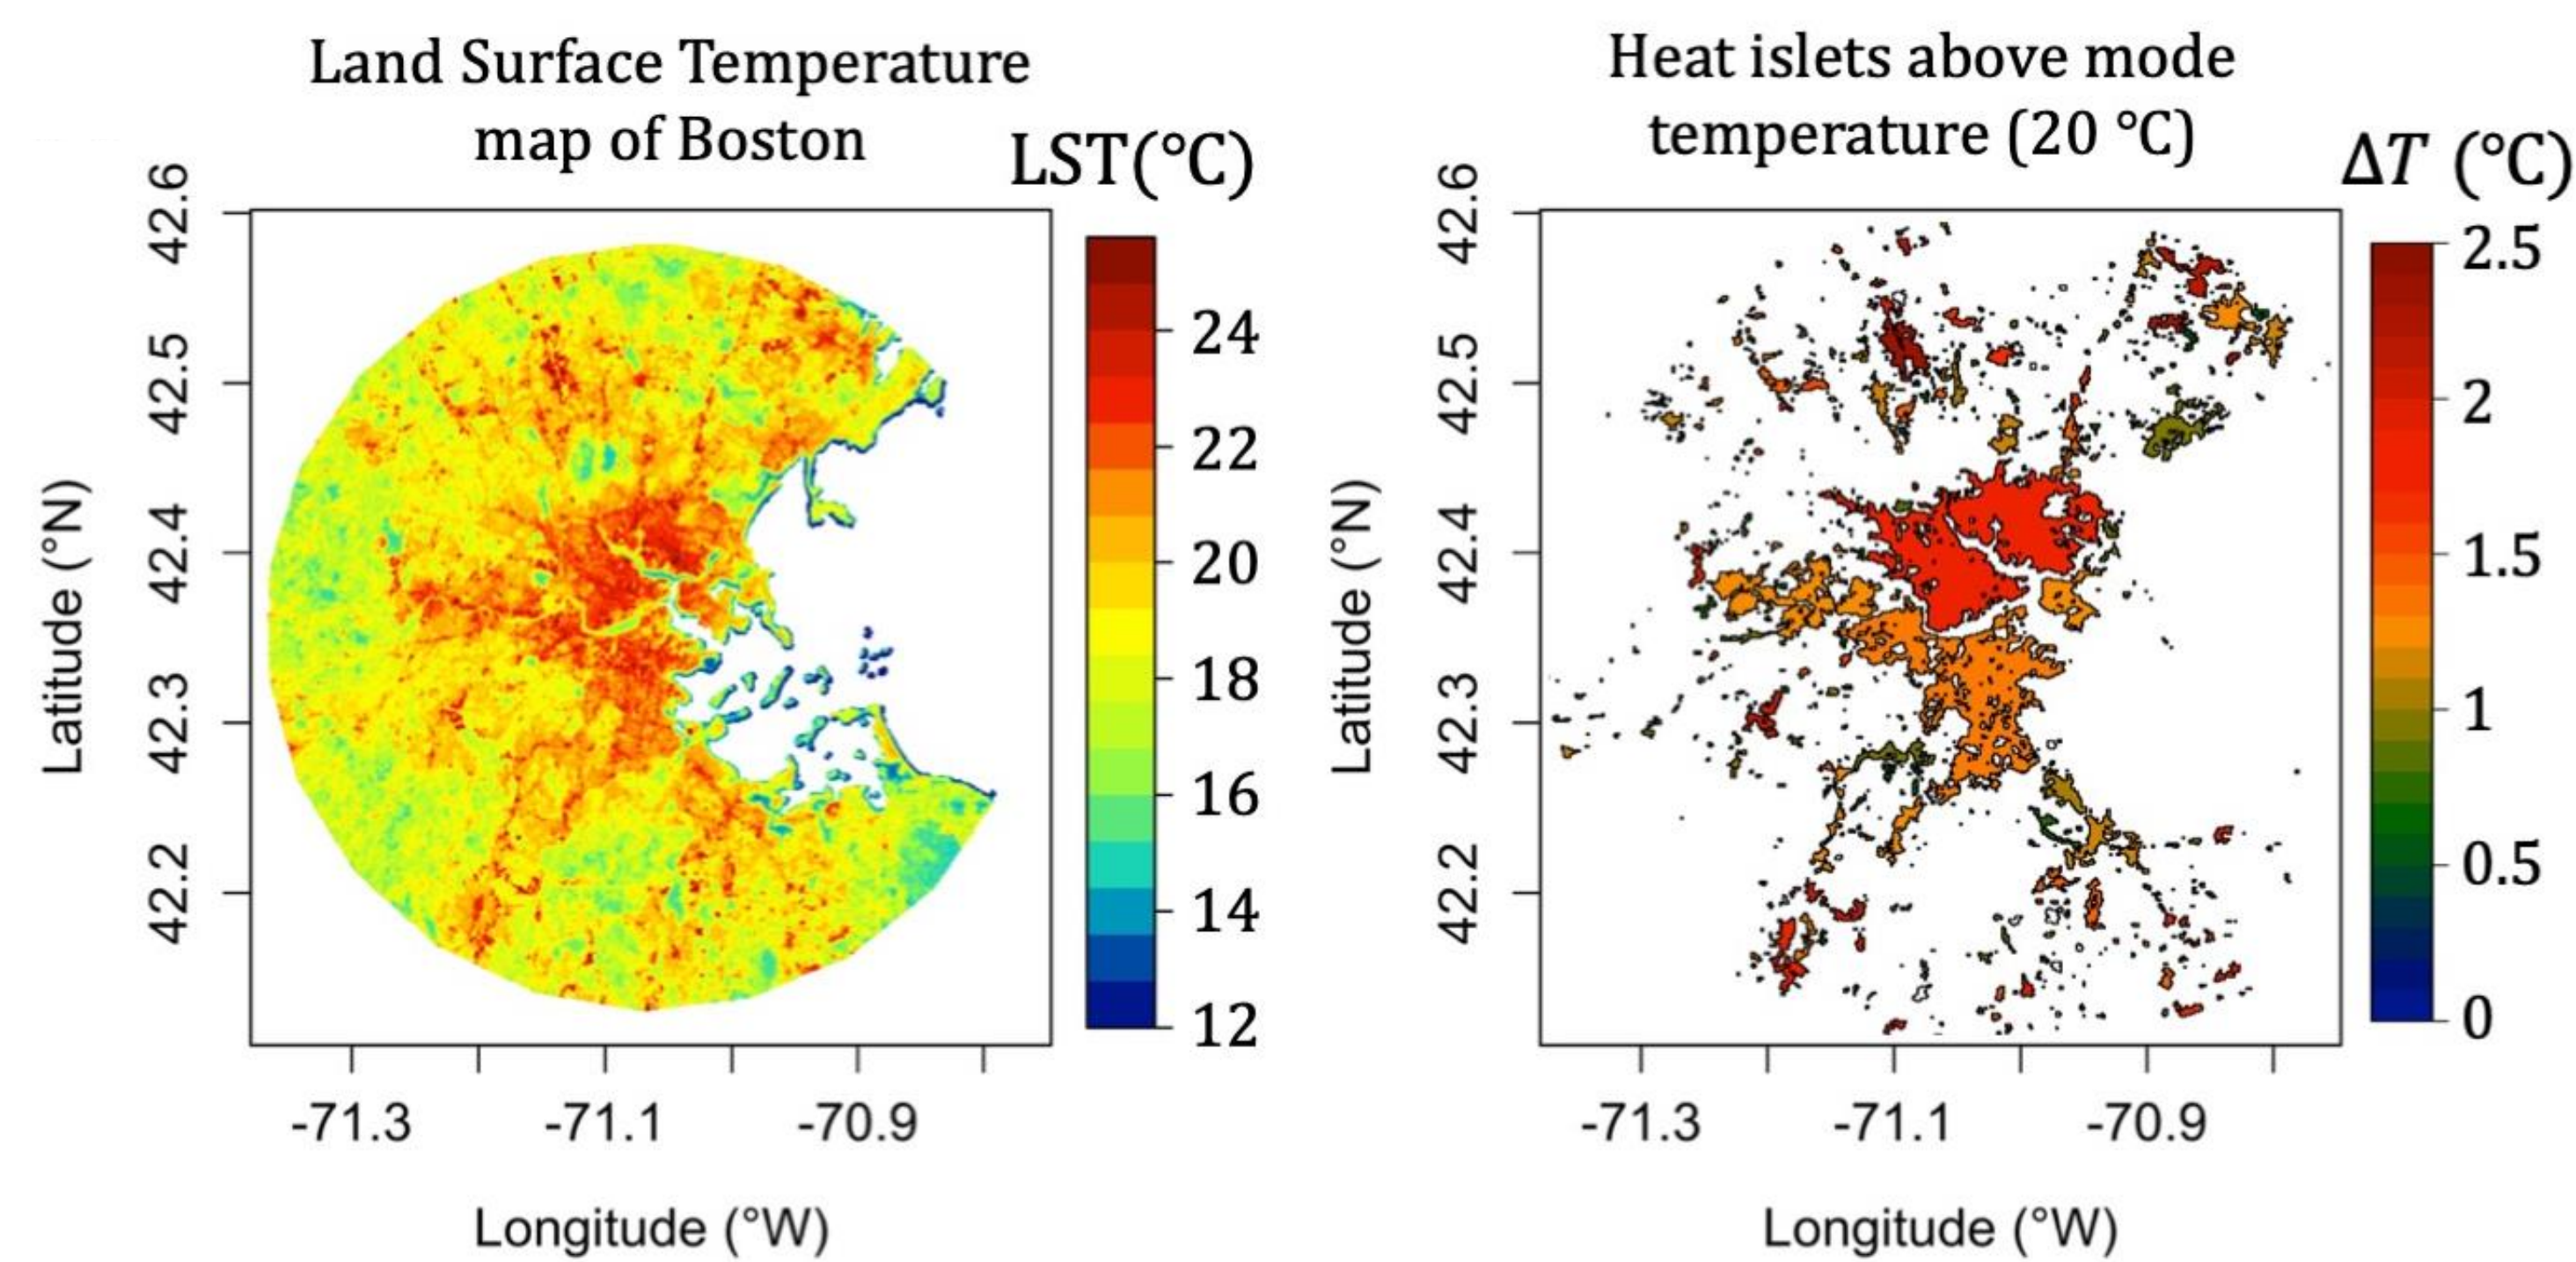 Land Surface Temperature
map of Boston
LST(°C)
42.6
42.5
42.4
42.3
42.2
Latitude (°N)
24
22
20
18
16
14
12
-71.3 -71.1 -70.9
Longitude (°W)
Heat islets above mode
temperature (20 °C)
ΔT (°C)
42.6
42.5
42.4
42.3
42.2
Latitude (°N)
2.5
2
1.5
1
0.5
0
-71.3 -71.1 -70.9
Longitude (°W)